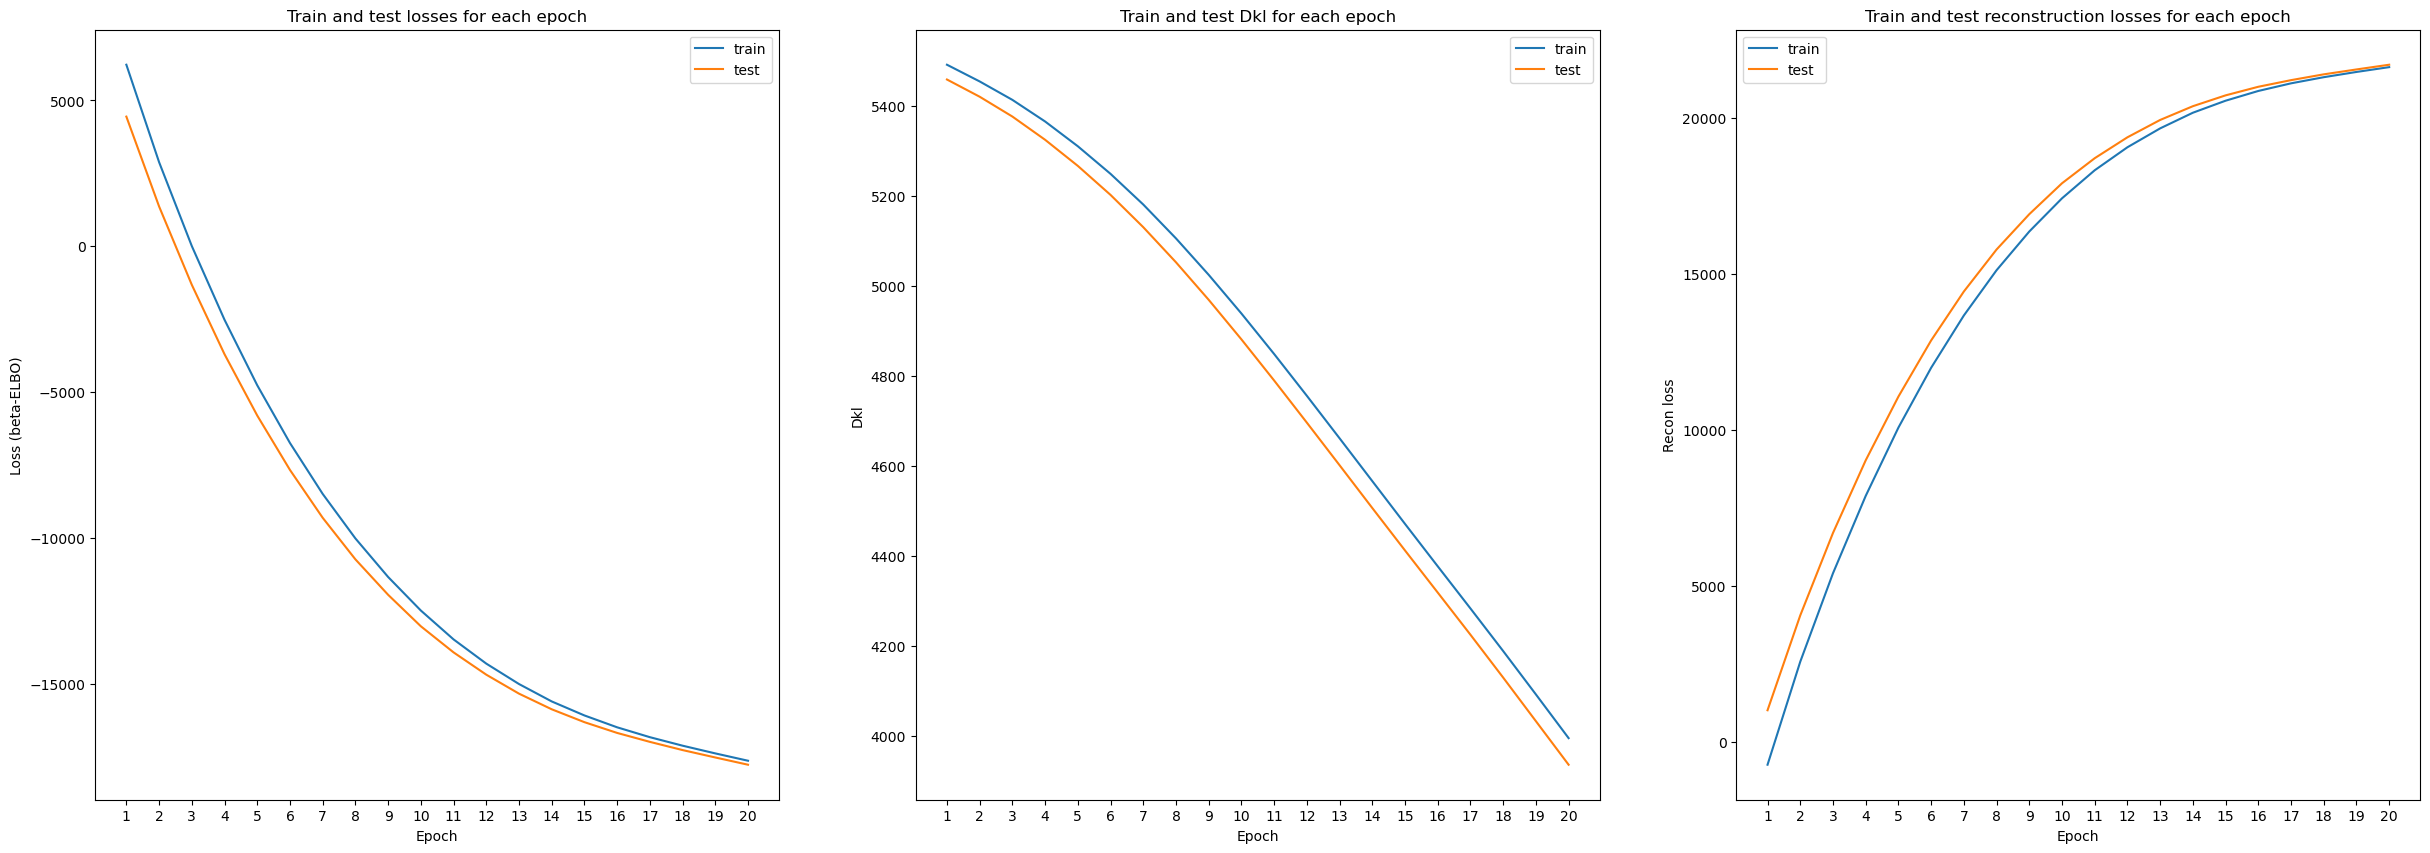 Train and test losses for each epoch
train
test
5000
0
−5000
−10000
−15000
Loss (beta-ELBO)
1 2 3 4 5 6 7 8 9 10 11 12 13 14 15 16 17 18 19 20
Epoch
Train and test Dkl for each epoch
train
test
5400
5200
5000
4800
4600
4400
4200
4000
Dkl
1 2 3 4 5 6 7 8 9 10 11 12 13 14 15 16 17 18 19 20
Epoch
Train and test reconstruction losses for each epoch
train
test
20000
15000
10000
5000
0
Recon loss
1 2 3 4 5 6 7 8 9 10 11 12 13 14 15 16 17 18 19 20
Epoch